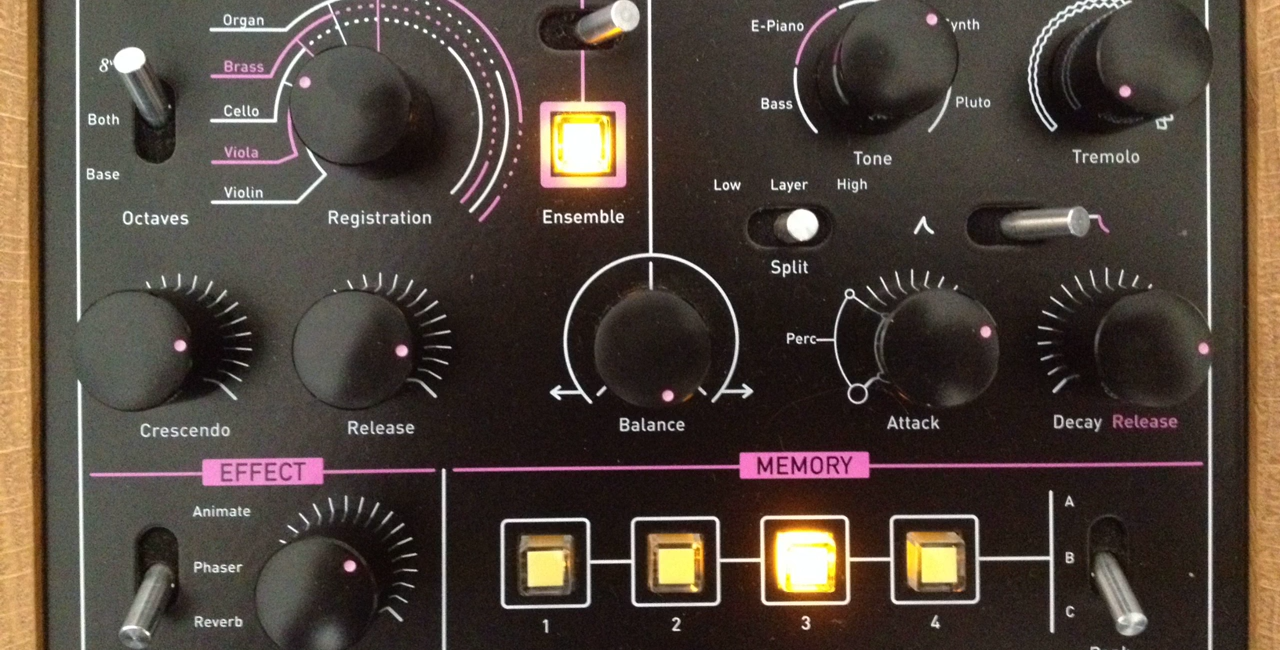 Organ
Brass
Cello
Viola
Violin
8'
Both
Base
Octaves
Registration
Ensemble
E-Piano
Synth
Bass
Pluto
Tone
Tremolo
Low
Layer
High
Split
Crescendo
Release
Balance
Perc
Attack
Decay Release
EFFECT
MEMORY
Animate
Phaser
Reverb
1
2
3
4
A
B
C